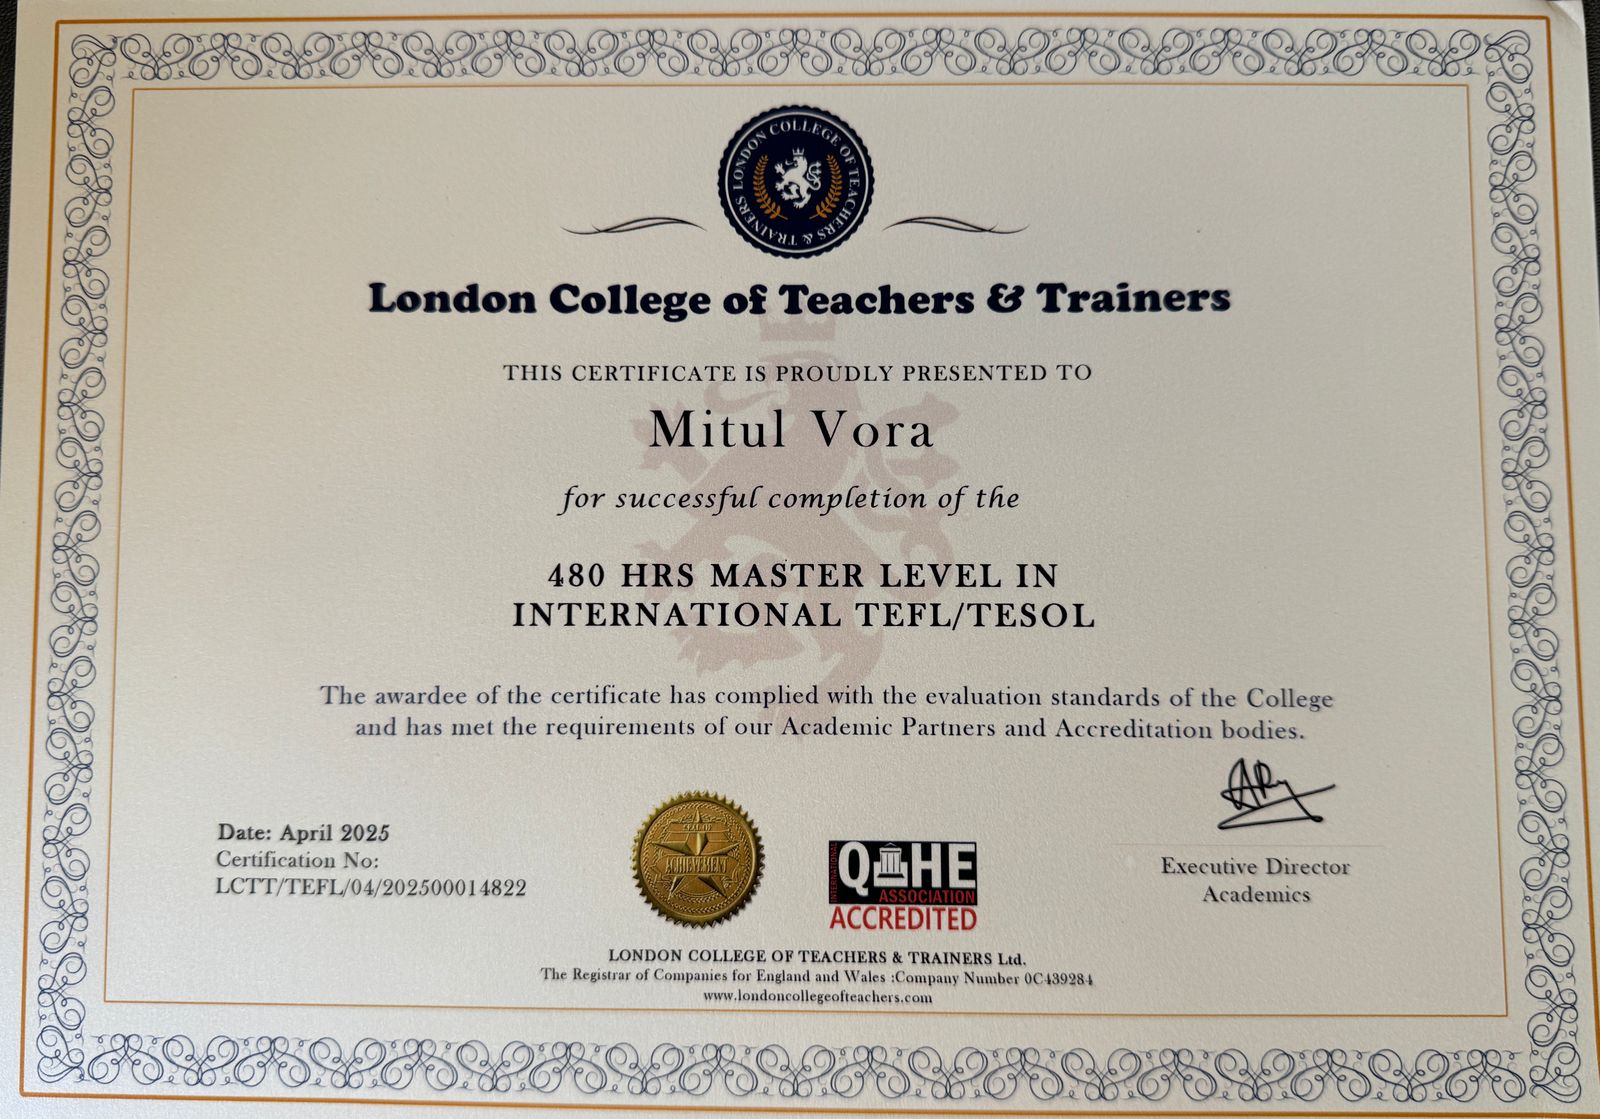 LONDON COLLEGE OF TEACHERS & TRAINERS
London College of Teachers & Trainers
THIS CERTIFICATE IS PROUDLY PRESENTED TO
Mitul Vora
for successful completion of the
480 HRS MASTER LEVEL IN
INTERNATIONAL TEFL/TESOL
The awardee of the certificate has complied with the evaluation standards of the College
and has met the requirements of our Academic Partners and Accreditation bodies.
Date: April 2025
Certification No:
LCTT/TEFL/04/202500014822
ACHIEVEMENT
INTERNATIONAL
QAHE
ASSOCIATION
ACCREDITED
Executive Director
Academics
LONDON COLLEGE OF TEACHERS & TRAINERS Ltd.
The Registrar of Companies for England and Wales :Company Number 0C439284
www.londoncollegeofteachers.com